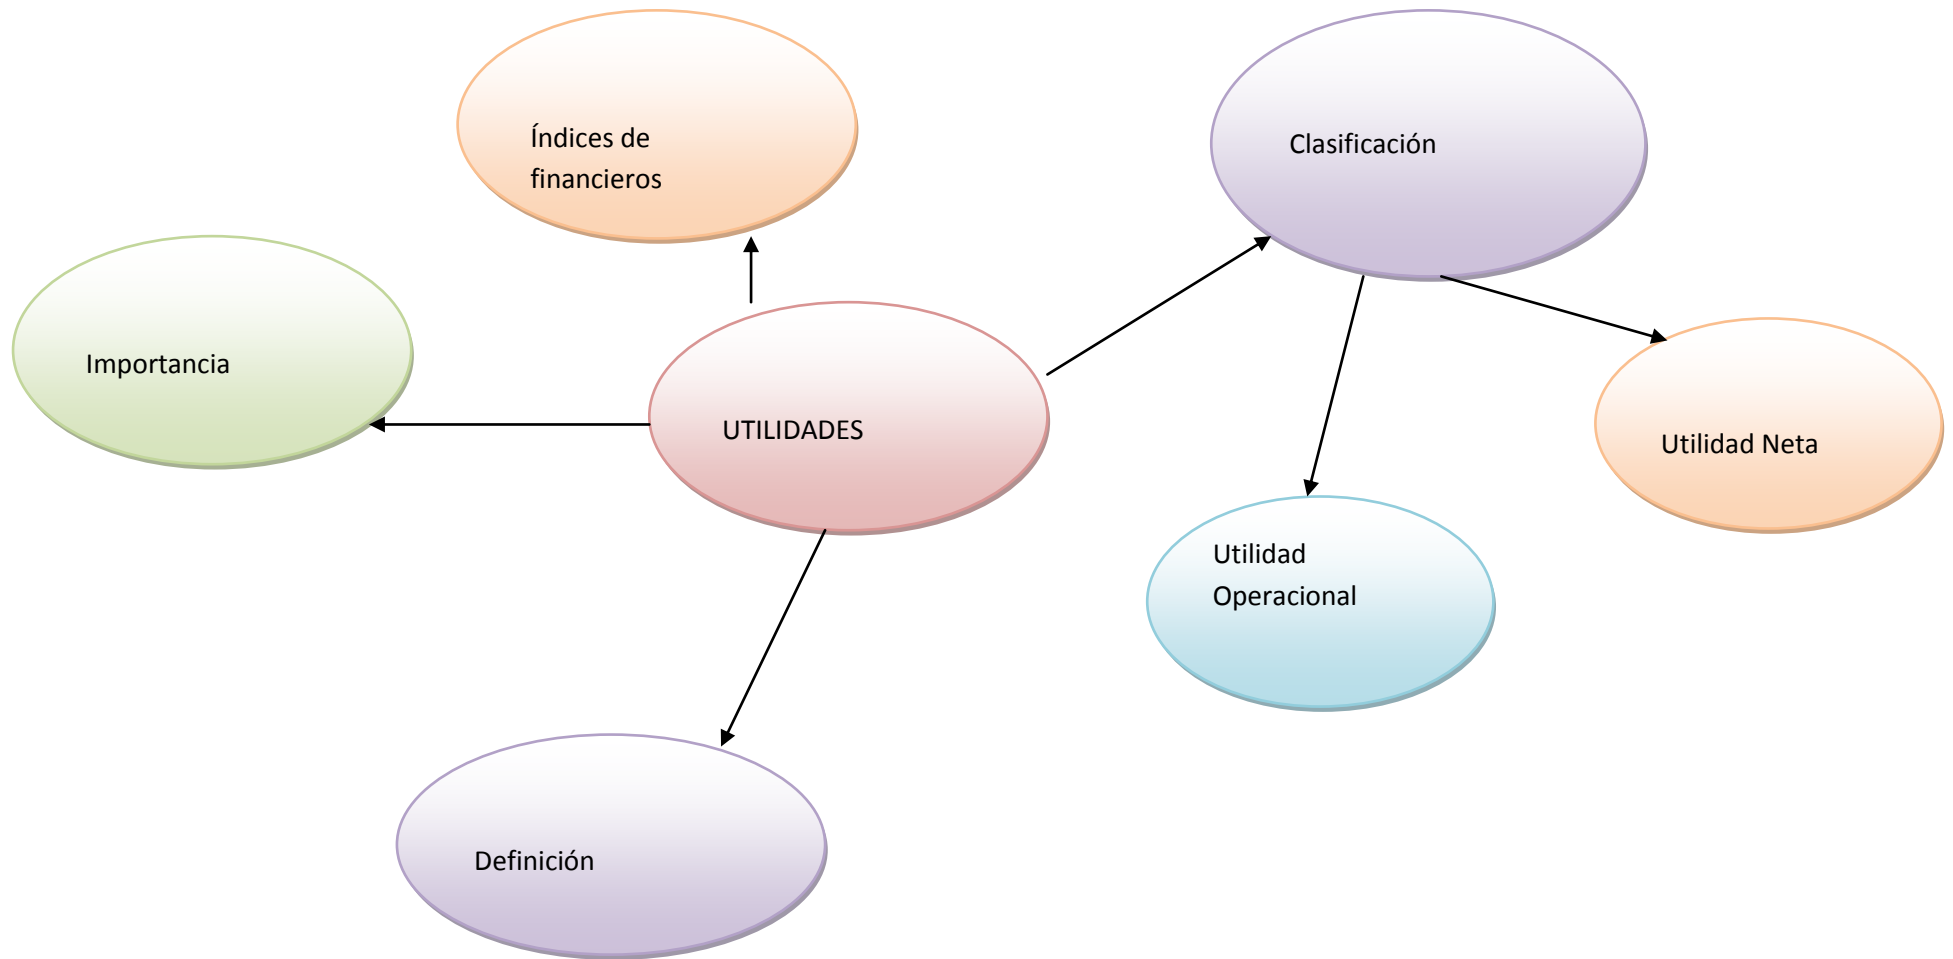 Índices de
financieros
Clasificación
Importancia
UTILIDADES
Utilidad Neta
Utilidad
Operacional
Definición